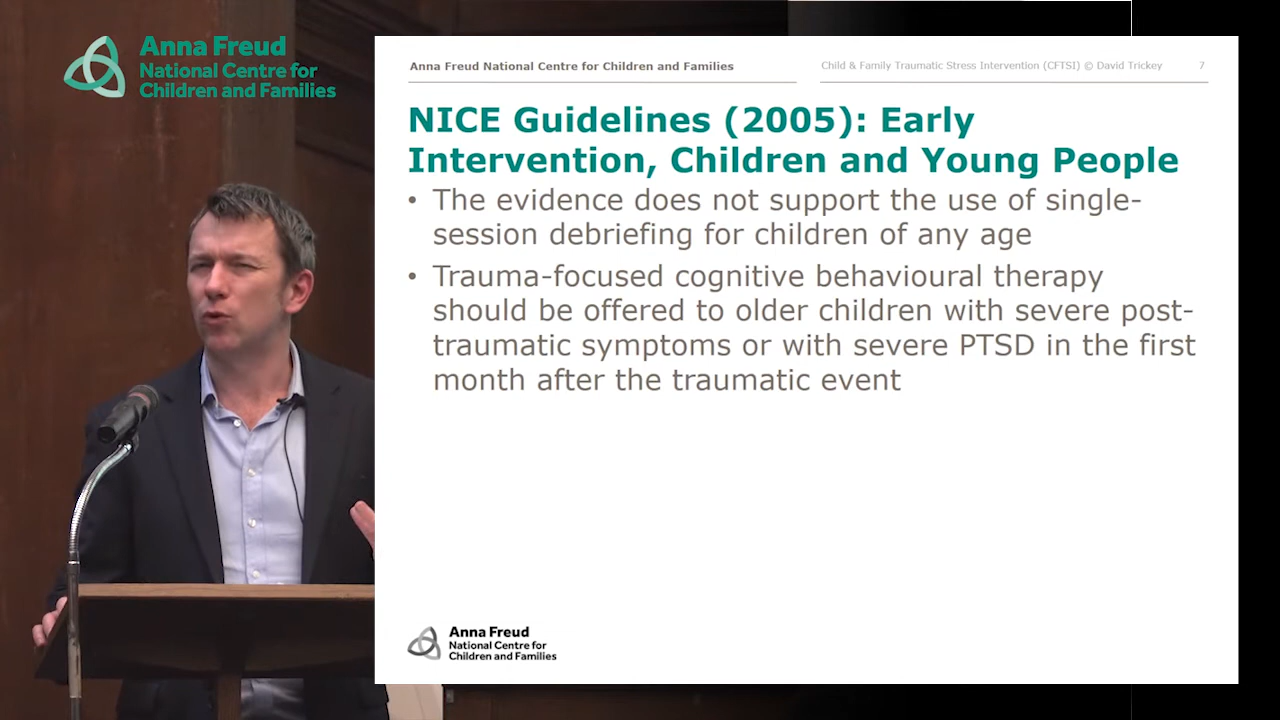 Anna Freud
National Centre for
Children and Families
Anna Freud National Centre for Children and Families
Child & Family Traumatic Stress Intervention (CFTSI) © David Trickey 7
NICE Guidelines (2005): Early
Intervention, Children and Young People
• The evidence does not support the use of single-
session debriefing for children of any age
• Trauma-focused cognitive behavioural therapy
should be offered to older children with severe post-
traumatic symptoms or with severe PTSD in the first
month after the traumatic event
Anna Freud
National Centre for
Children and Families